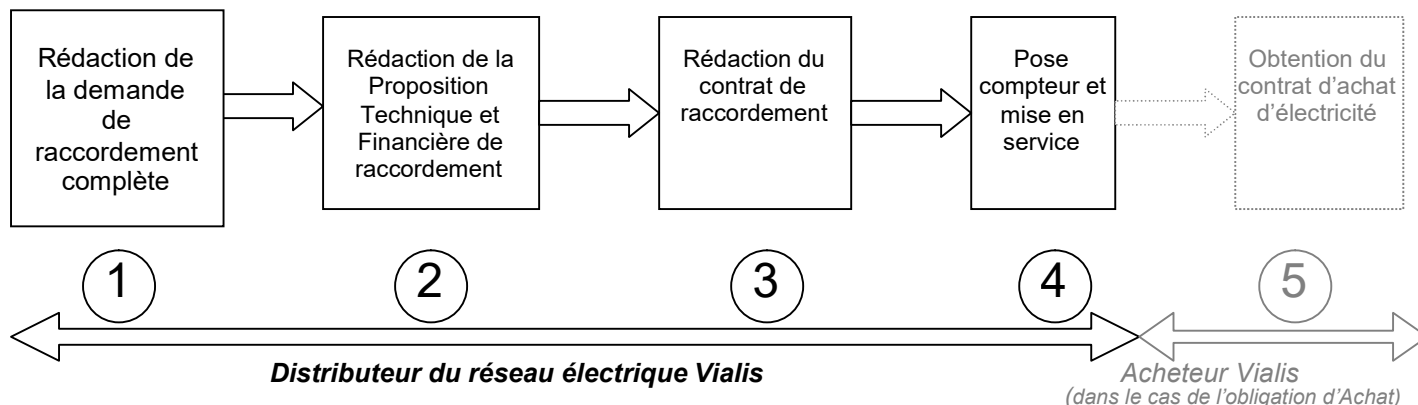 Rédaction de
la demande
de
raccordement
complète
Rédaction de la
Proposition
Technique et
Financière de
raccordement
Rédaction du
contrat de
raccordement
Pose
compteur et
mise en
service
Obtention du
contrat d'achat
d'électricité
1
2
3
4
5
Distributeur du réseau électrique Vialis
Acheteur Vialis
(dans le cas de l'obligation d'Achat)